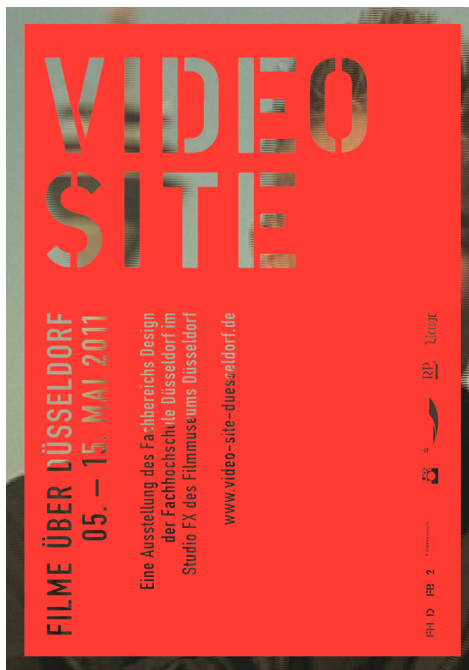 VIDEO
SITE
FILME ÜBER DÜSSELDORF
05. – 15. MAI 2011
Eine Ausstellung des Fachbereichs Design
der Fachhochschule Düsseldorf im
Studio FX des Filmmuseums Düsseldorf
www.video-site-duesseldorf.de
FH D FB 2
RP